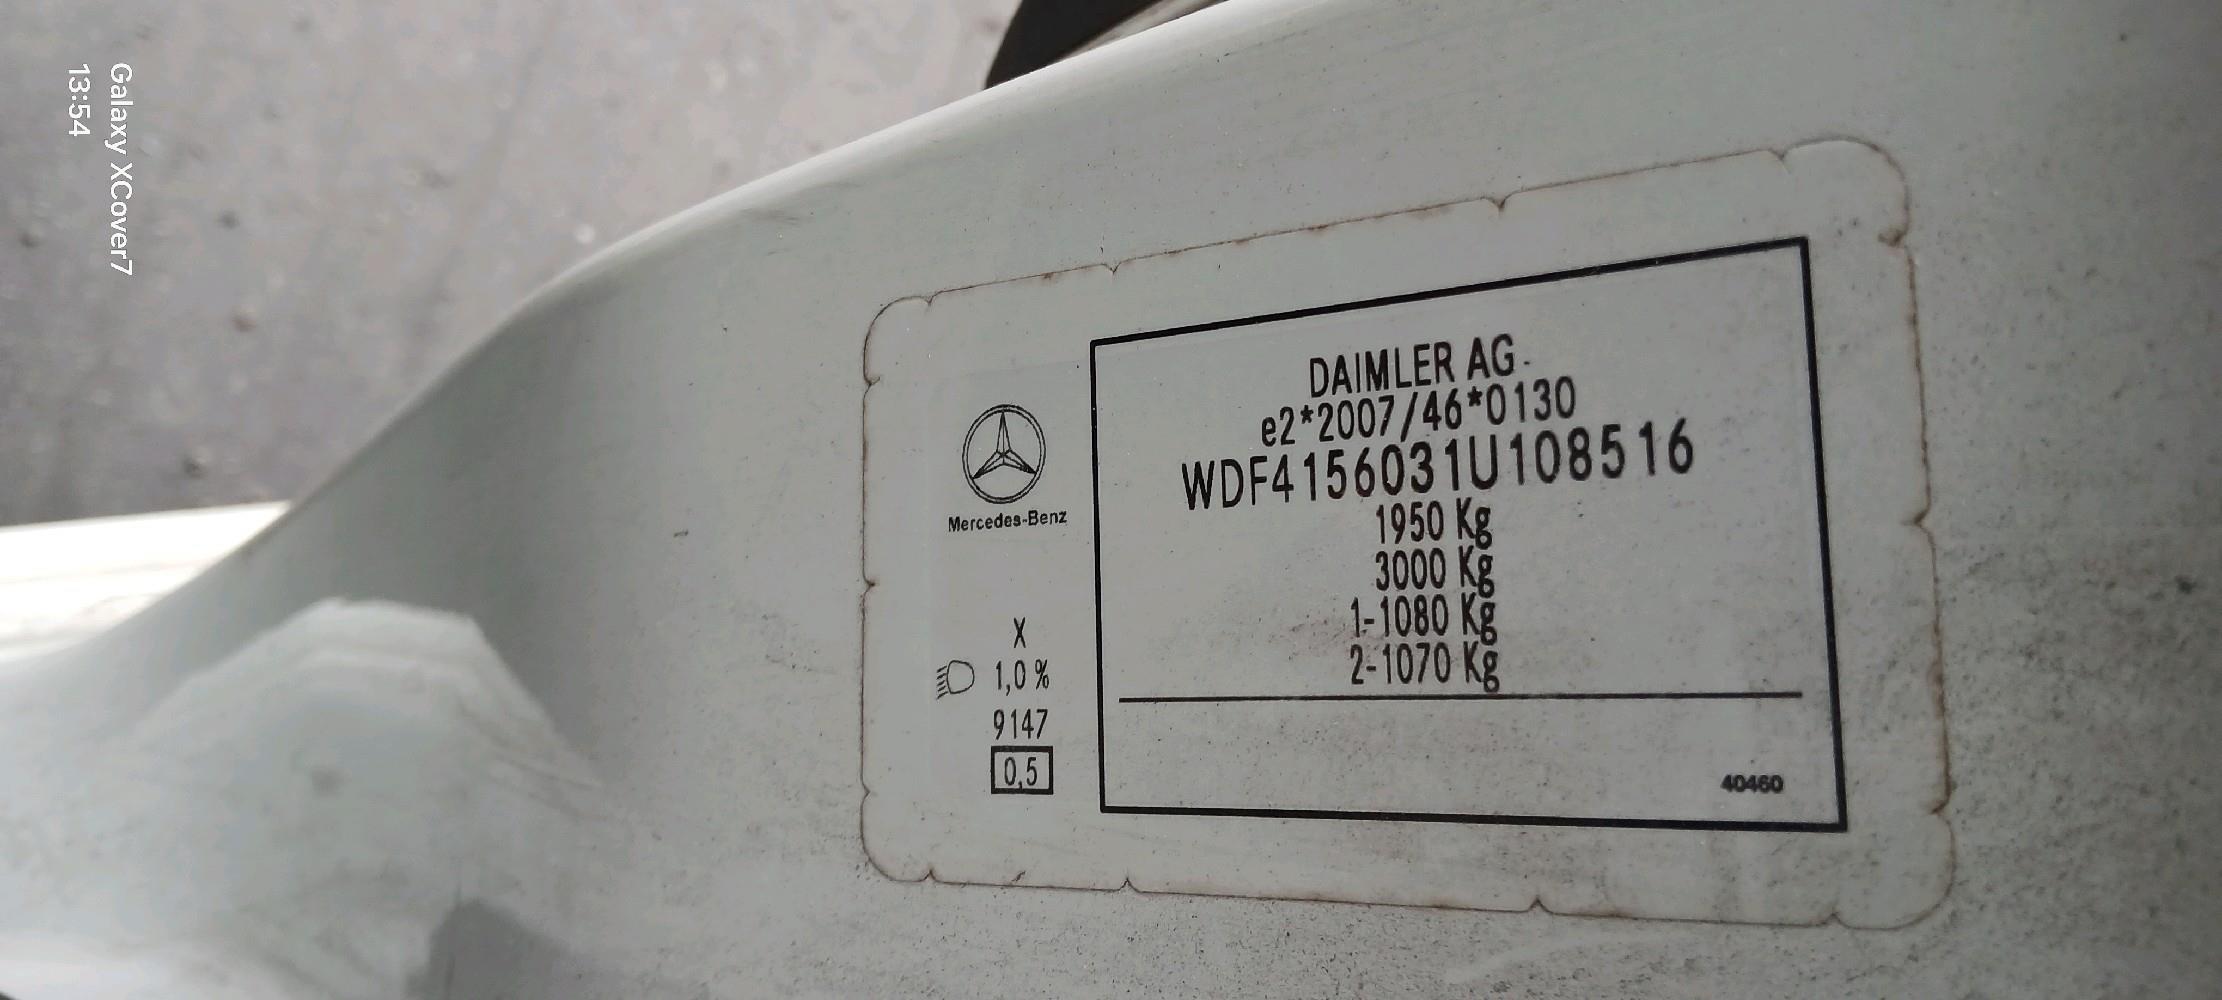 DAIMLER AG.
e2*2007/46*0130
WDF4156031U108516
1950 Kg
3000 Kg
1-1080 Kg
2-1070 Kg
40460
Mercedes-Benz
X
1,0 %
9147
0,5
Galaxy XCover7
13:54